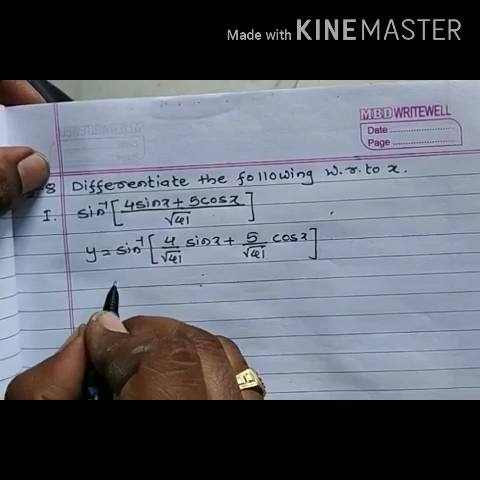 Made with KINEMASTER
MBD WRITEWELL
Date ....................
Page ....................
8 Differentiate the following w.r.to x.
I. sin⁻¹[4sinx + 5cosx / √41]
y = sin⁻¹[4/√41 sinx + 5/√41 cosx]